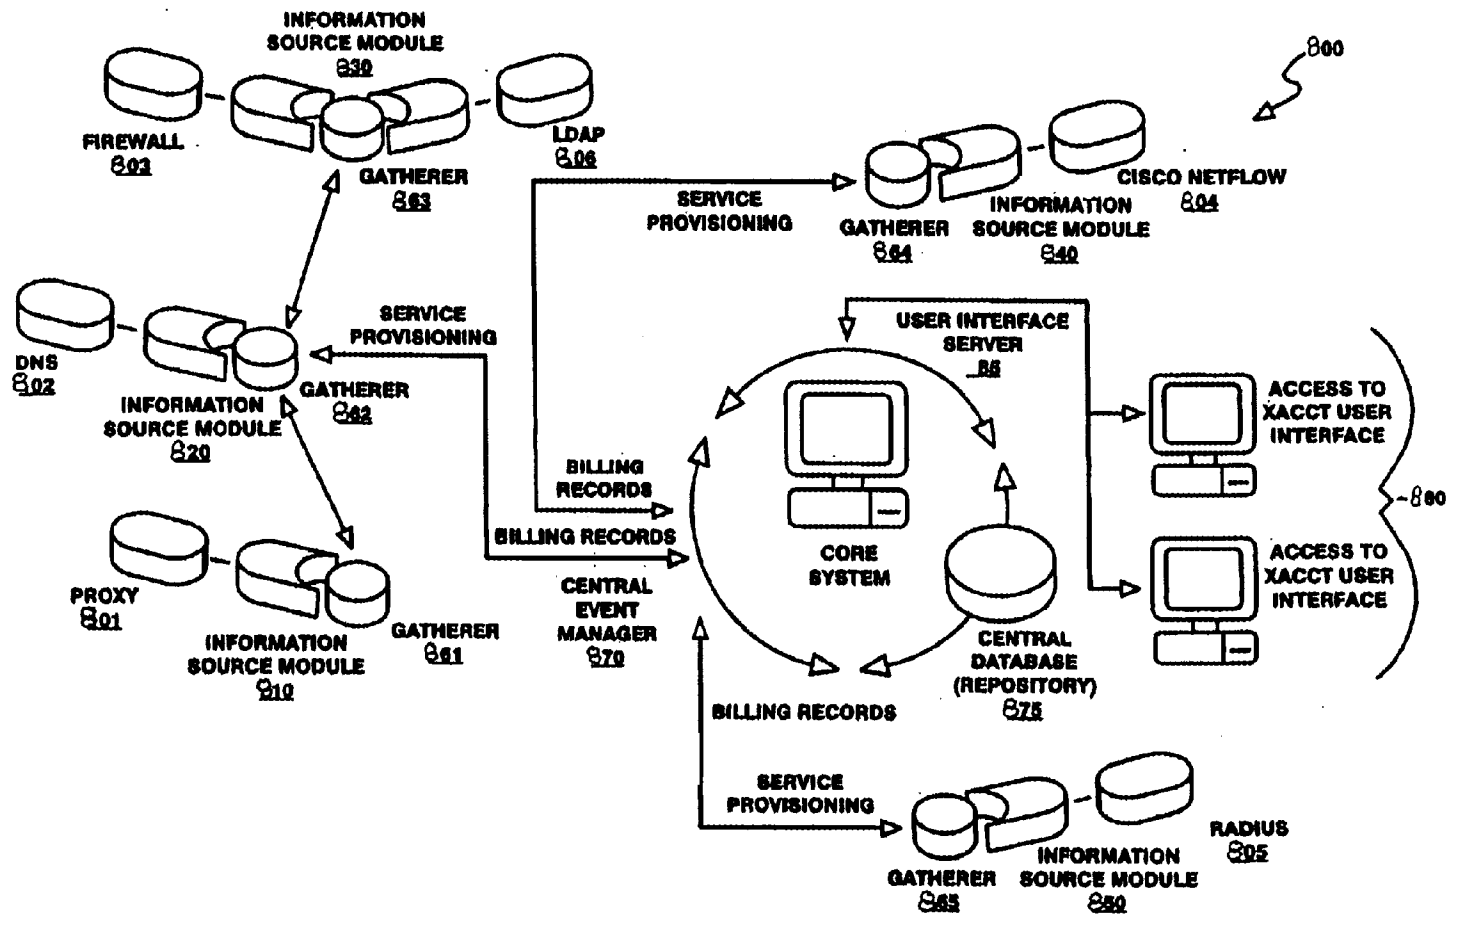 INFORMATION
SOURCE MODULE
830
800
FIREWALL
803
LDAP
806
GATHERER
863
SERVICE
PROVISIONING
CISCO NETFLOW
804
GATHERER
864
INFORMATION
SOURCE MODULE
840
DNS
802
SERVICE
PROVISIONING
GATHERER
862
INFORMATION
SOURCE MODULE
820
USER INTERFACE
SERVER
ACCESS TO
XACCT USER
INTERFACE
BILLING
RECORDS
BILLING RECORDS
CORE
SYSTEM
ACCESS TO
XACCT USER
INTERFACE
PROXY
801
GATHERER
861
INFORMATION
SOURCE MODULE
810
CENTRAL
EVENT
MANAGER
870
CENTRAL
DATABASE
(REPOSITORY)
875
BILLING RECORDS
SERVICE
PROVISIONING
RADIUS
805
GATHERER
865
INFORMATION
SOURCE MODULE
850